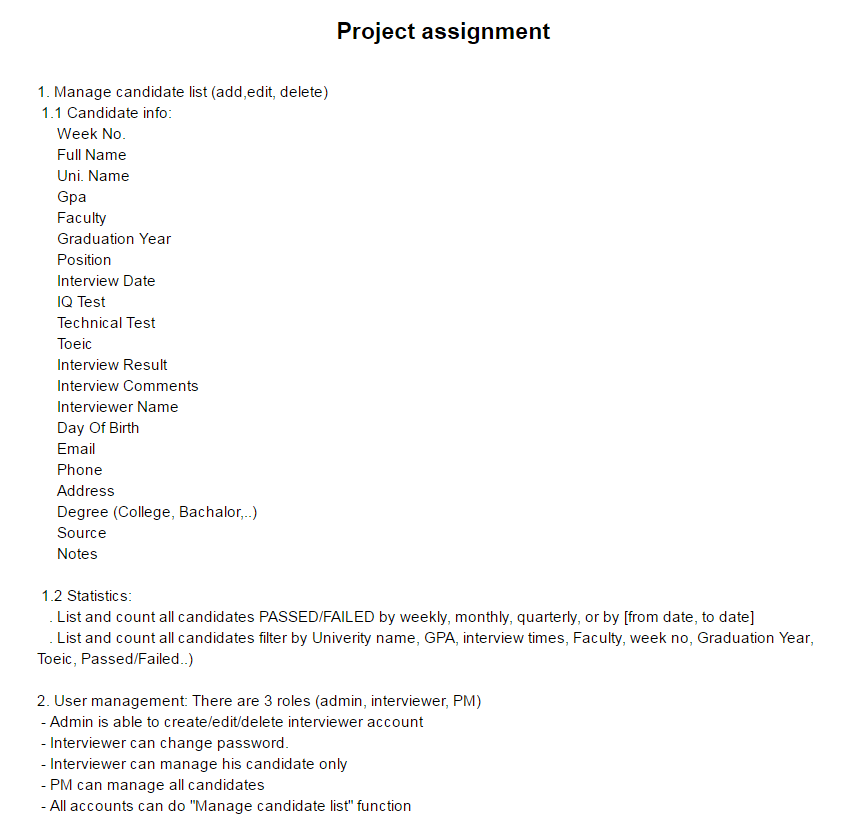 Project assignment
1. Manage candidate list (add,edit, delete)
1.1 Candidate info:
Week No.
Full Name
Uni. Name
Gpa
Faculty
Graduation Year
Position
Interview Date
IQ Test
Technical Test
Toeic
Interview Result
Interview Comments
Interviewer Name
Day Of Birth
Email
Phone
Address
Degree (College, Bachalor,..)
Source
Notes
1.2 Statistics:
. List and count all candidates PASSED/FAILED by weekly, monthly, quarterly, or by [from date, to date]
. List and count all candidates filter by Univerity name, GPA, interview times, Faculty, week no, Graduation Year,
Toeic, Passed/Failed..)
2. User management: There are 3 roles (admin, interviewer, PM)
- Admin is able to create/edit/delete interviewer account
- Interviewer can change password.
- Interviewer can manage his candidate only
- PM can manage all candidates
- All accounts can do "Manage candidate list" function